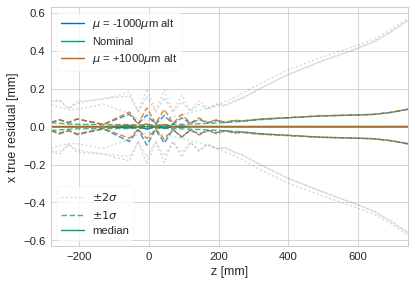 0.6
0.4
0.2
0.0
−0.2
−0.4
−0.6
x true residual [mm]
μ = -1000μm alt
Nominal
μ = +1000μm alt
±2σ
±1σ
median
−200
0
200
400
600
z [mm]